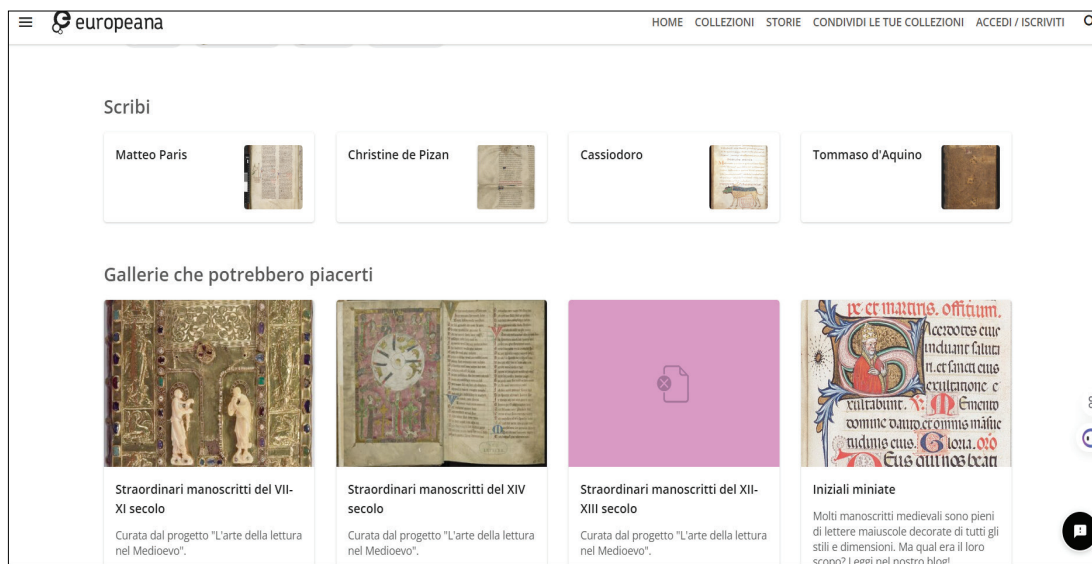 europeana
HOME COLLEZIONI STORIE CONDIVIDI LE TUE COLLEZIONI ACCEDI / ISCRIVITI
Scribi
Matteo Paris
Christine de Pizan
Cassiodoro
Tommaso d'Aquino
Gallerie che potrebbero piacerti
Straordinari manoscritti del VII-
XI secolo
Curata dal progetto "L'arte della lettura
nel Medioevo".
Straordinari manoscritti del XIV
secolo
Curata dal progetto "L'arte della lettura
nel Medioevo".
Straordinari manoscritti del XII-
XIII secolo
Curata dal progetto "L'arte della lettura
nel Medioevo".
Iniziali miniate
Molti manoscritti medievali sono pieni
di lettere maiuscole decorate di tutti gli
stili e dimensioni. Ma qual era il loro
scopo? Leggi nel nostro blog!